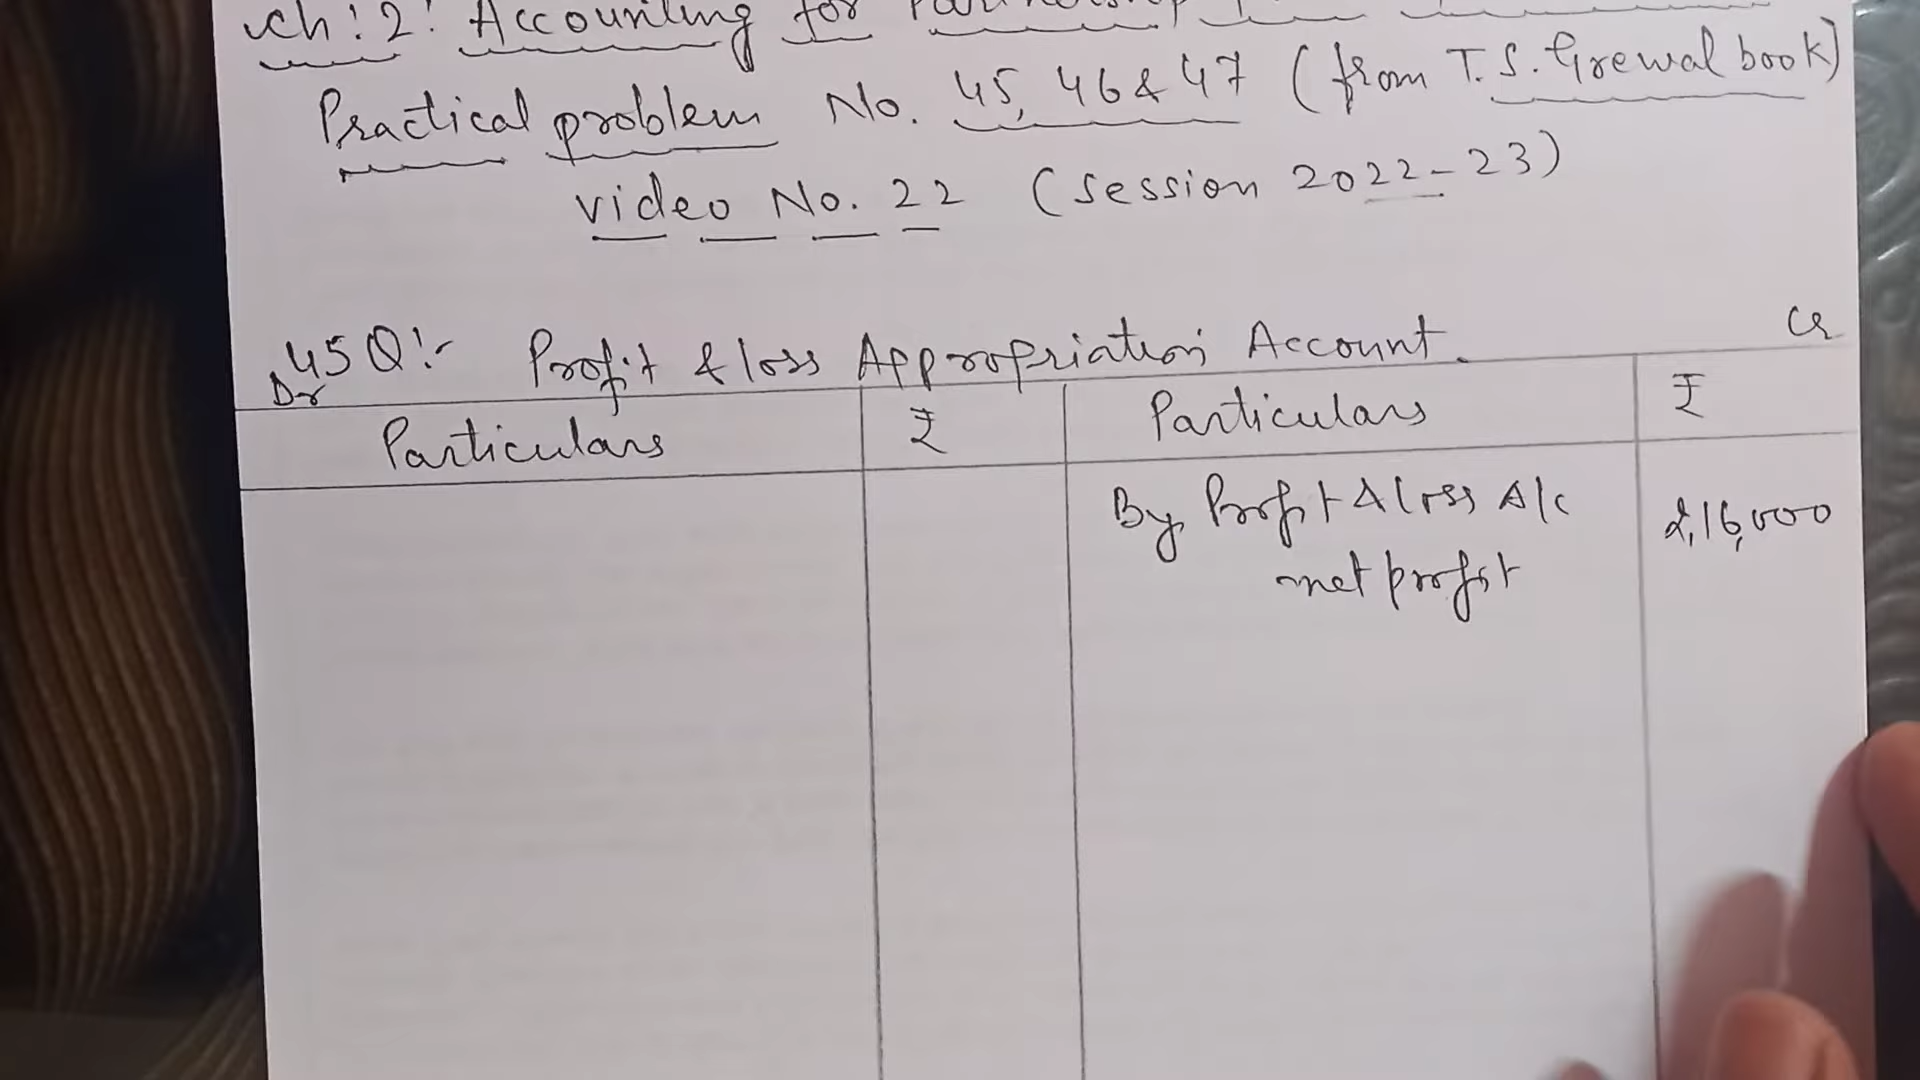 Ch: 2: Accounting for Partnership
Practical problem No. 45, 46 & 47 (from T.S. Grewal book)
video No. 22 (session 2022-23)
45 Q:- Profit & loss Appropriation Account.
Dr Cr
Particulars ₹ Particulars ₹
By Profit & loss A/c 2,16,000
net profit